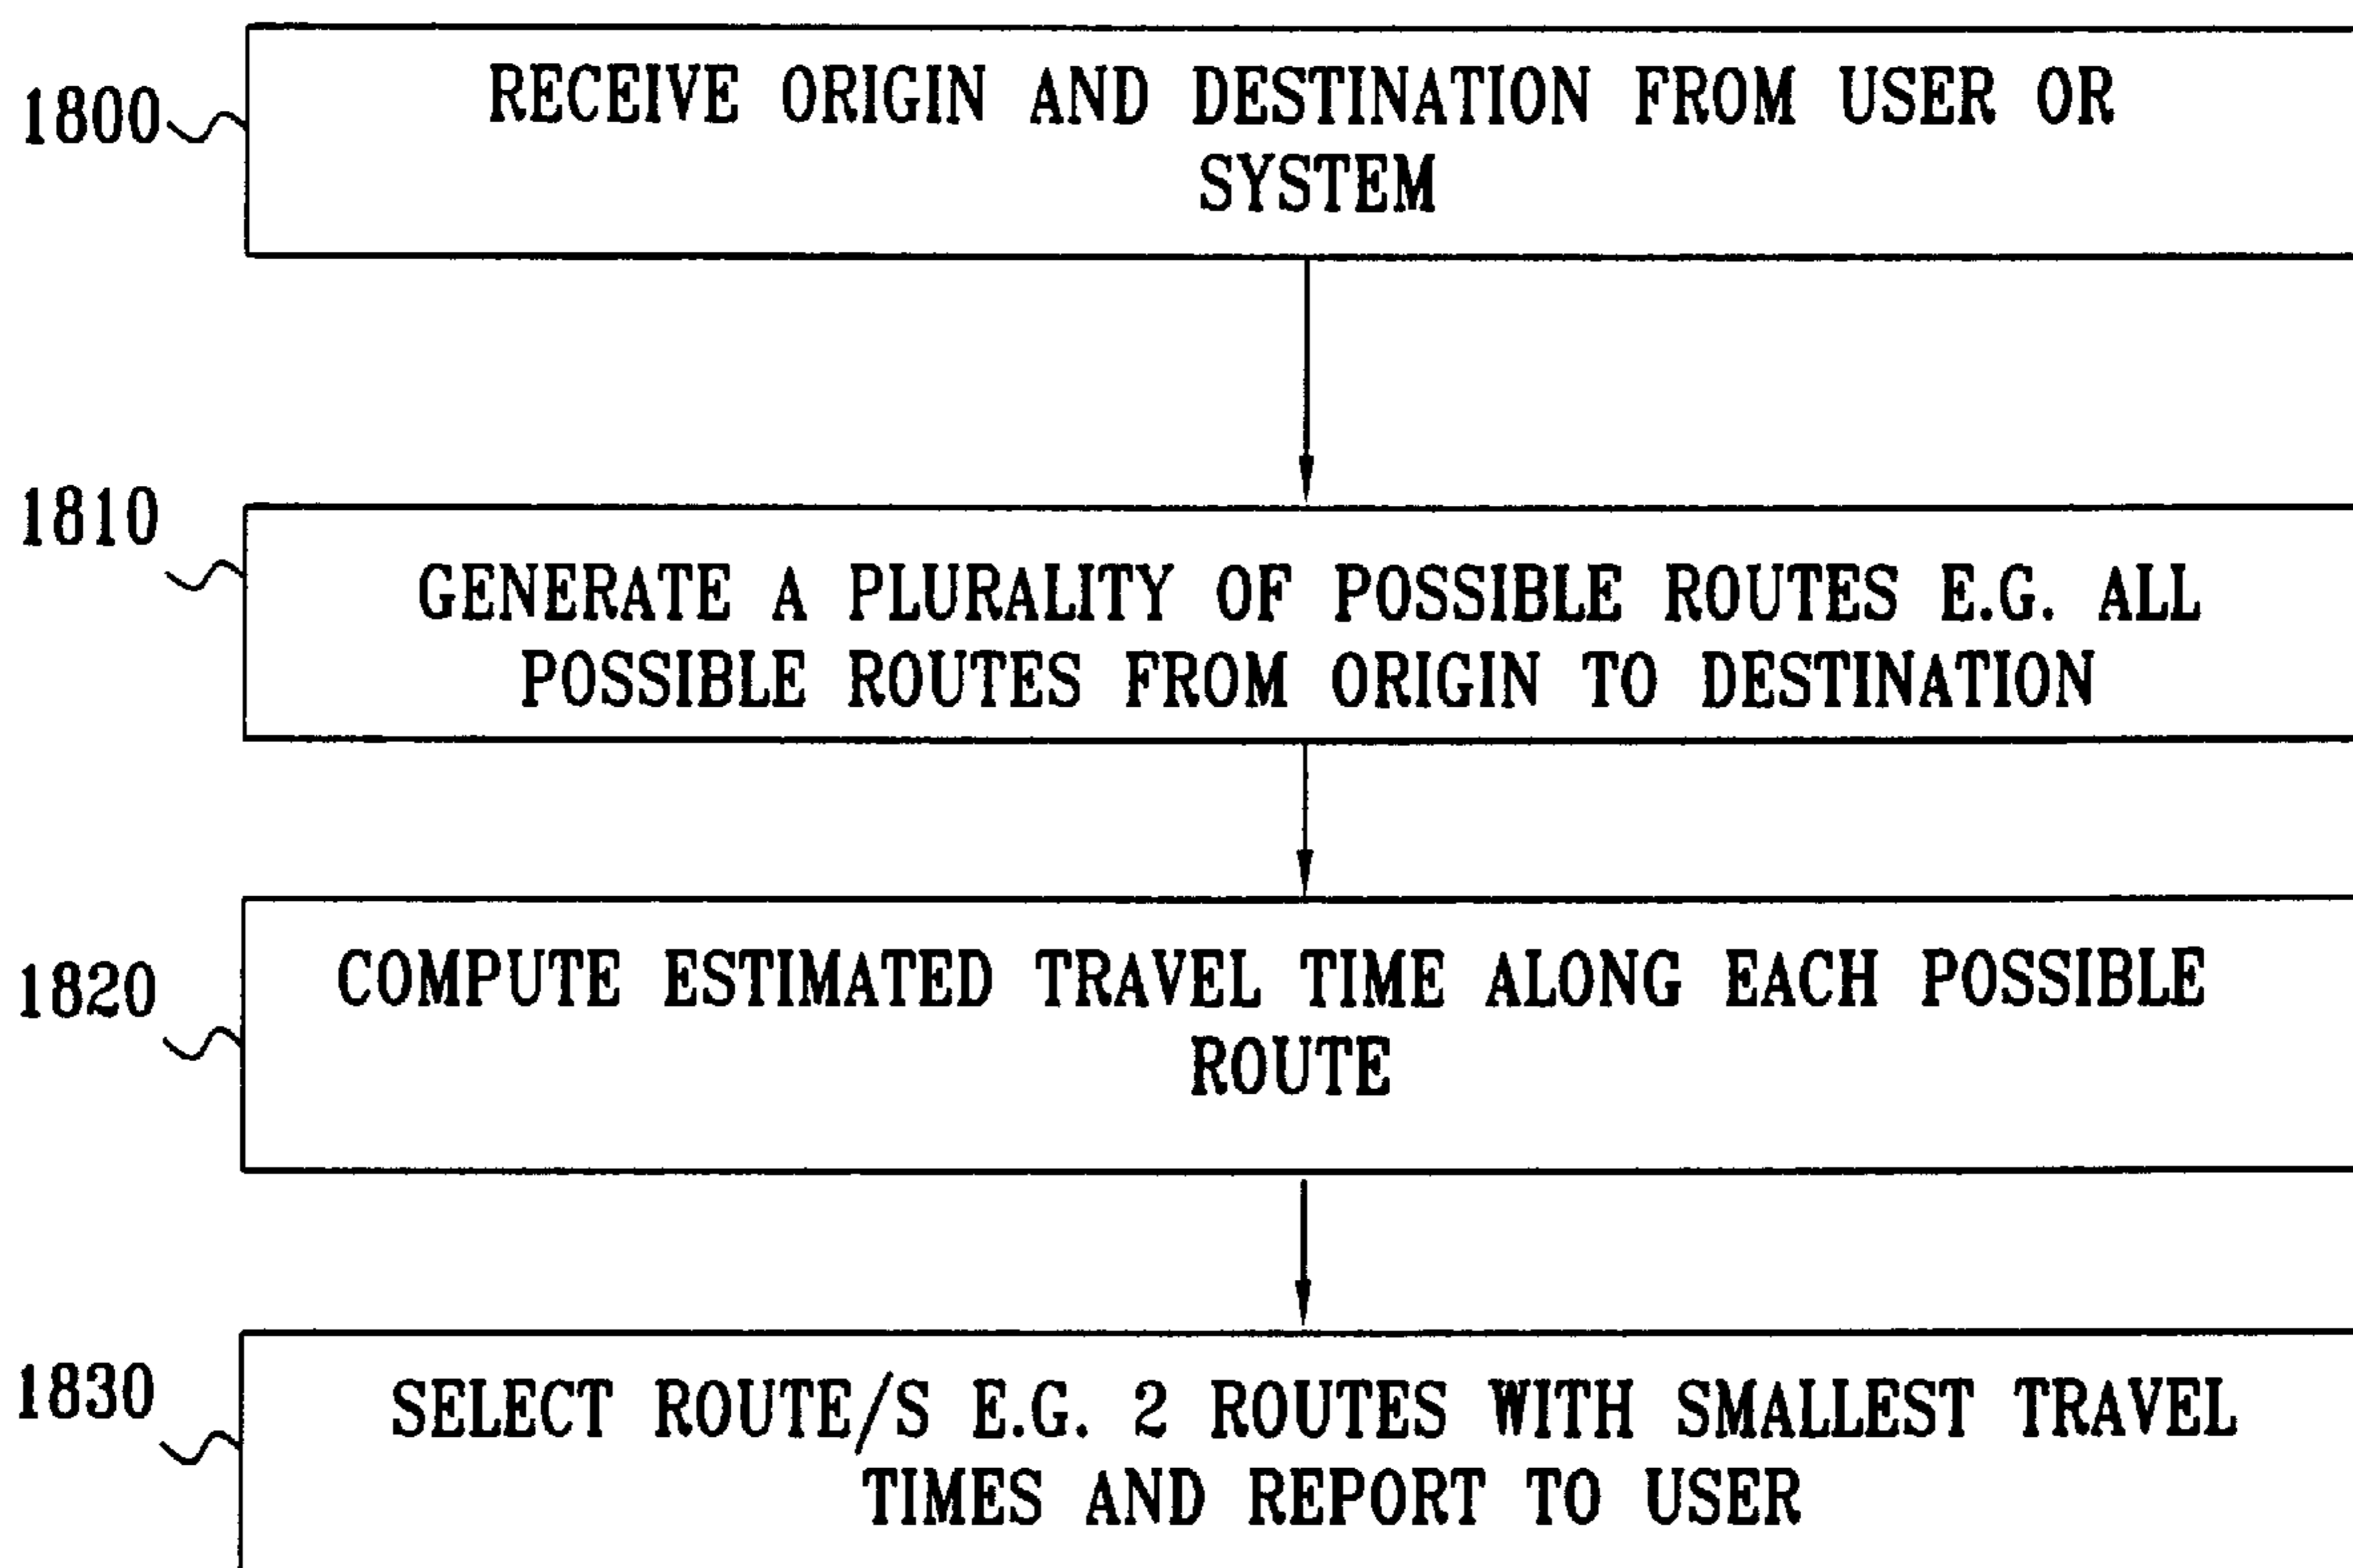 1800
RECEIVE ORIGIN AND DESTINATION FROM USER OR
SYSTEM
1810
GENERATE A PLURALITY OF POSSIBLE ROUTES E.G. ALL
POSSIBLE ROUTES FROM ORIGIN TO DESTINATION
1820
COMPUTE ESTIMATED TRAVEL TIME ALONG EACH POSSIBLE
ROUTE
1830
SELECT ROUTE/S E.G. 2 ROUTES WITH SMALLEST TRAVEL
TIMES AND REPORT TO USER